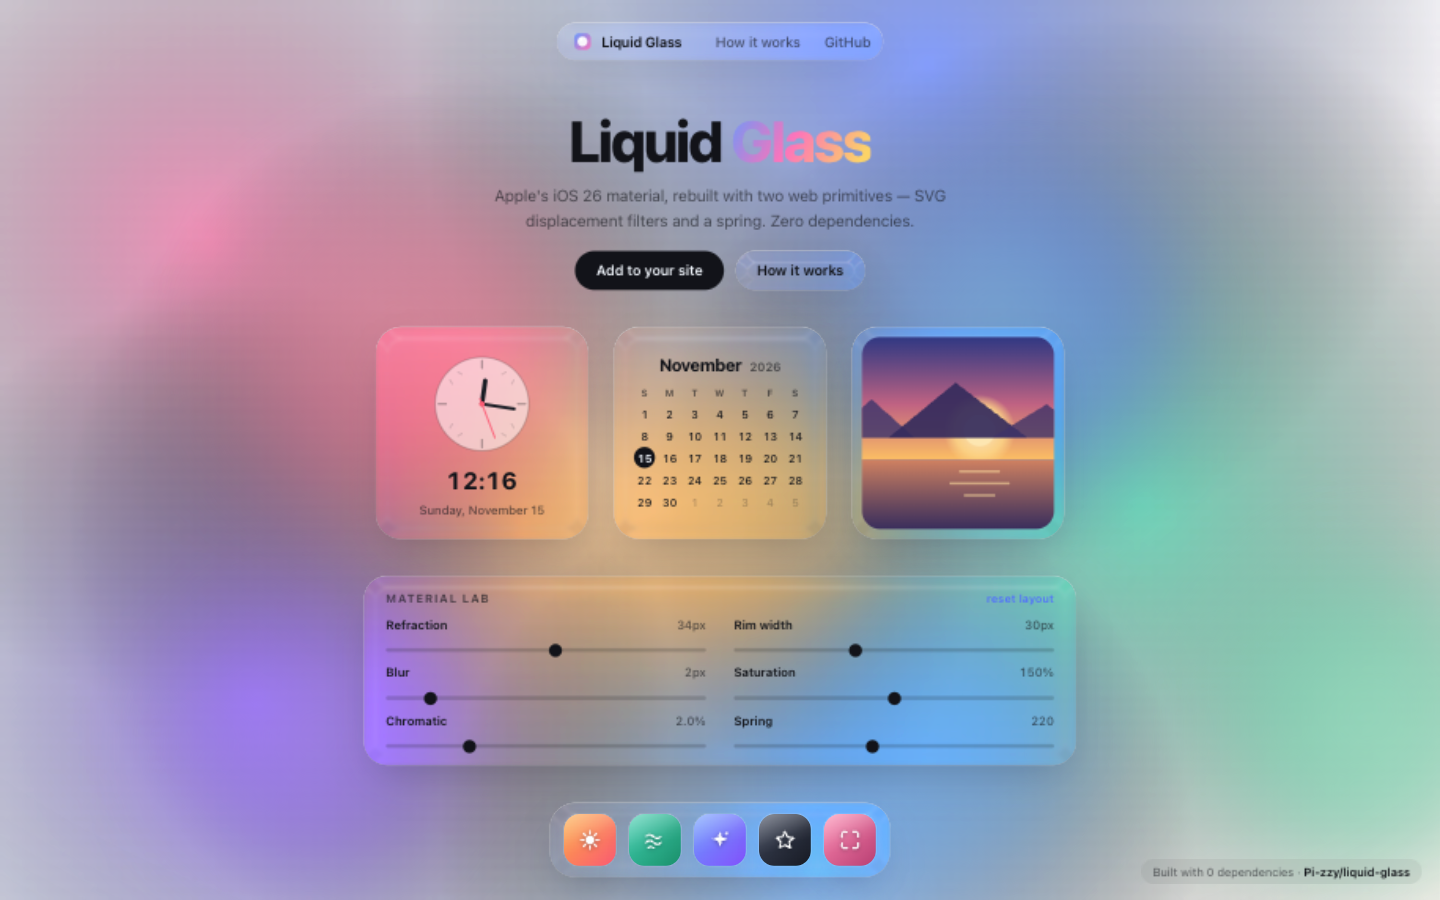 Liquid Glass How it works GitHub
Liquid Glass
Apple's iOS 26 material, rebuilt with two web primitives — SVG
displacement filters and a spring. Zero dependencies.
Add to your site How it works
12:16
Sunday, November 15
November 2026
S M T W T F S
1 2 3 4 5 6 7
8 9 10 11 12 13 14
15 16 17 18 19 20 21
22 23 24 25 26 27 28
29 30 1 2 3 4 5
MATERIAL LAB reset layout
Refraction 34px Rim width 30px
Blur 2px Saturation 150%
Chromatic 2.0% Spring 220
Built with 0 dependencies · Pi-zzy/liquid-glass